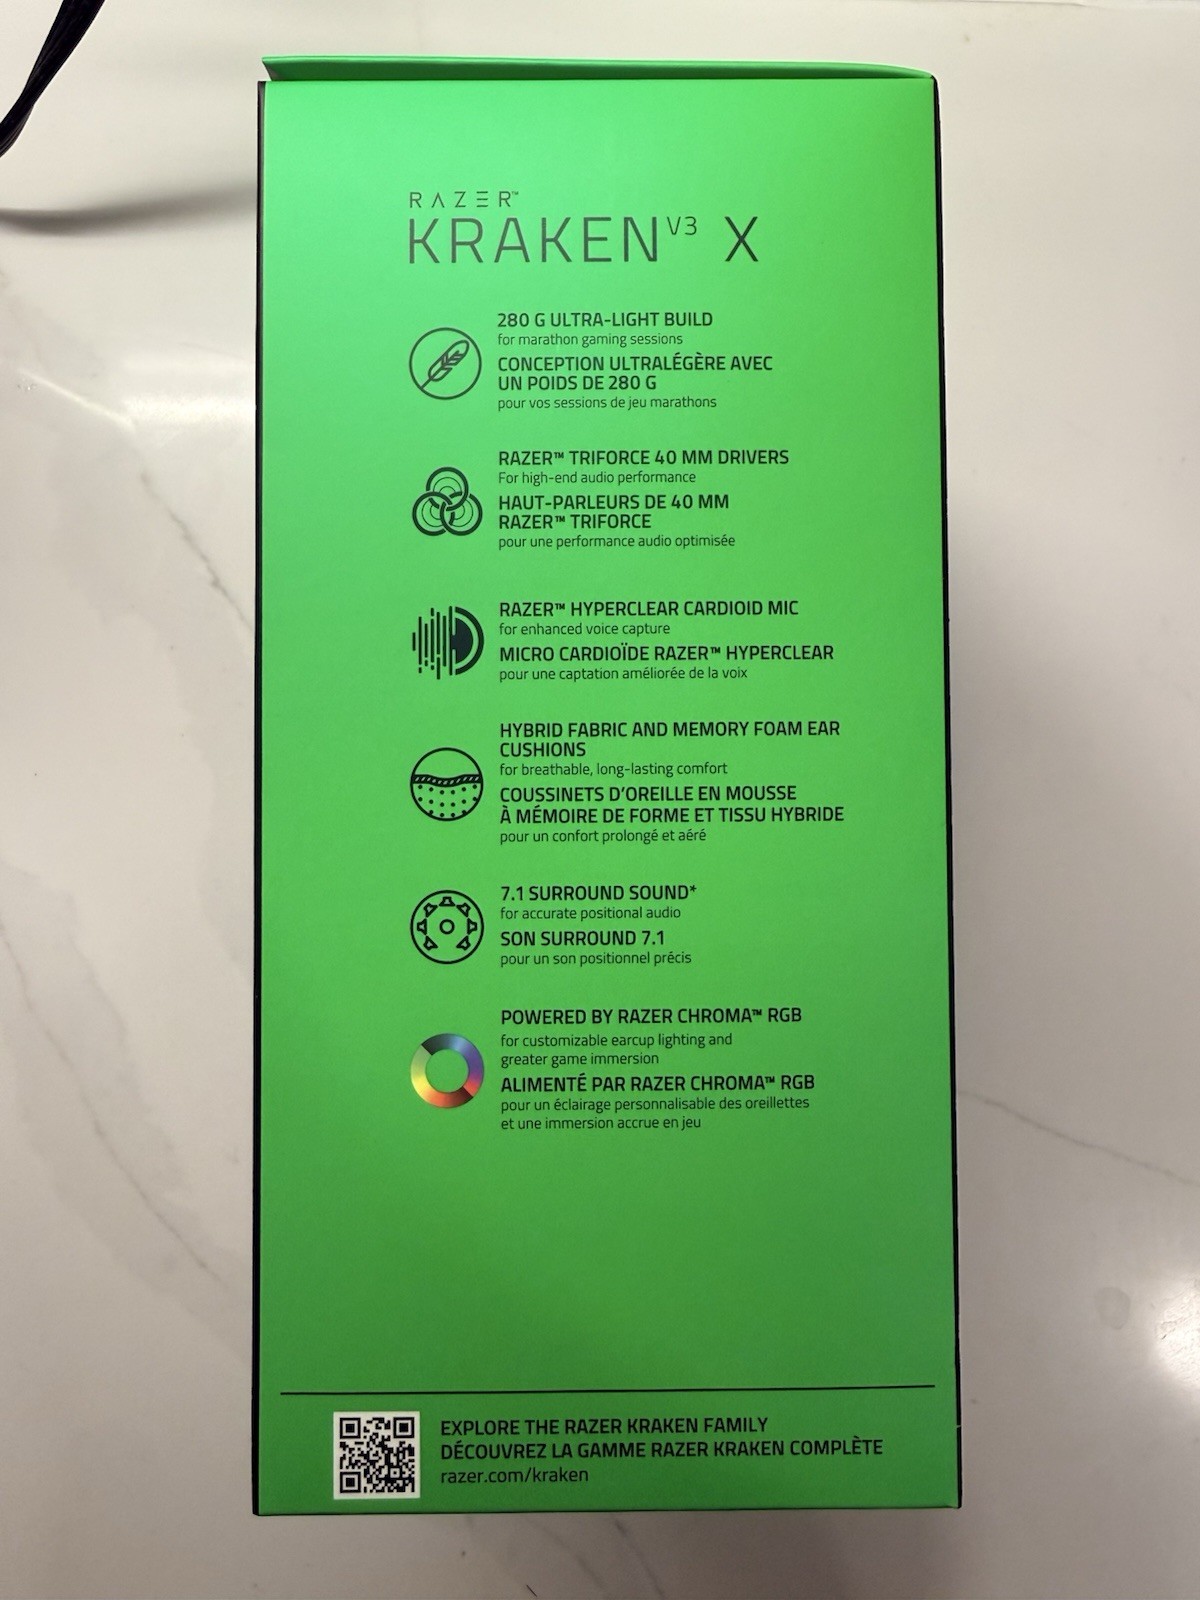 RAZER™
KRAKEN V3 X
280 G ULTRA-LIGHT BUILD
for marathon gaming sessions
CONCEPTION ULTRALÉGÈRE AVEC
UN POIDS DE 280 G
pour vos sessions de jeu marathons
RAZER™ TRIFORCE 40 MM DRIVERS
For high-end audio performance
HAUT-PARLEURS DE 40 MM
RAZER™ TRIFORCE
pour une performance audio optimisée
RAZER™ HYPERCLEAR CARDIOID MIC
for enhanced voice capture
MICRO CARDIOÏDE RAZER™ HYPERCLEAR
pour une captation améliorée de la voix
HYBRID FABRIC AND MEMORY FOAM EAR
CUSHIONS
for breathable, long-lasting comfort
COUSSINETS D'OREILLE EN MOUSSE
À MÉMOIRE DE FORME ET TISSU HYBRIDE
pour un confort prolongé et aéré
7.1 SURROUND SOUND*
for accurate positional audio
SON SURROUND 7.1
pour un son positionnel précis
POWERED BY RAZER CHROMA™ RGB
for customizable earcup lighting and
greater game immersion
ALIMENTÉ PAR RAZER CHROMA™ RGB
pour un éclairage personnalisable des oreillettes
et une immersion accrue en jeu
EXPLORE THE RAZER KRAKEN FAMILY
DÉCOUVREZ LA GAMME RAZER KRAKEN COMPLÈTE
razer.com/kraken